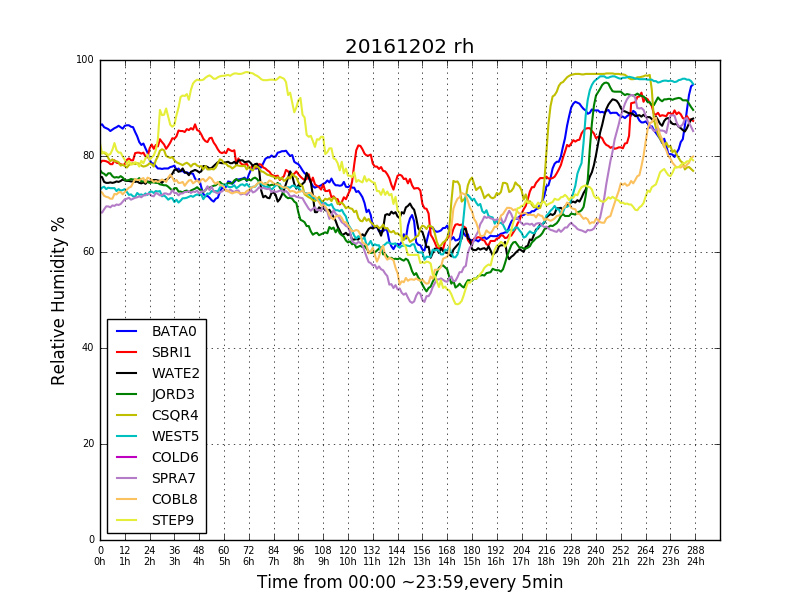 20161202 rh
100
80
60
40
20
0
Relative Humidity %
BATA0
SBRI1
WATE2
JORD3
CSQR4
WEST5
COLD6
SPRA7
COBL8
STEP9
0 12 24 36 48 60 72 84 96 108 120 132 144 156 168 180 192 204 216 228 240 252 264 276 288
0h 1h 2h 3h 4h 5h 6h 7h 8h 9h 10h 11h 12h 13h 14h 15h 16h 17h 18h 19h 20h 21h 22h 23h 24h
Time from 00:00 ~23:59,every 5min